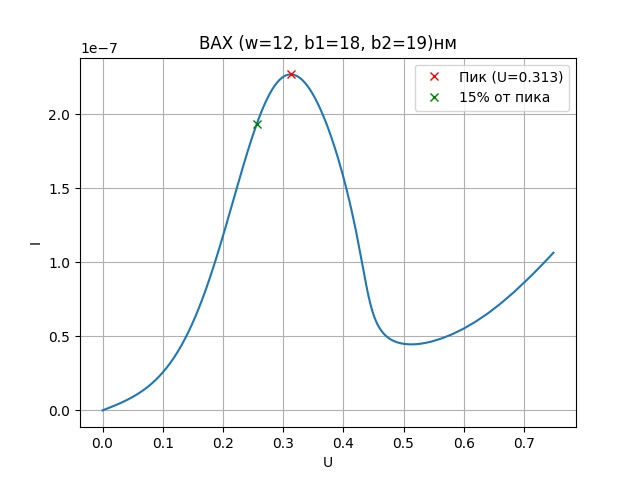 ВАХ (w=12, b1=18, b2=19)нм
1e−7
Пик (U=0.313)
15% от пика
2.0
1.5
1.0
0.5
0.0
I
0.0 0.1 0.2 0.3 0.4 0.5 0.6 0.7
U